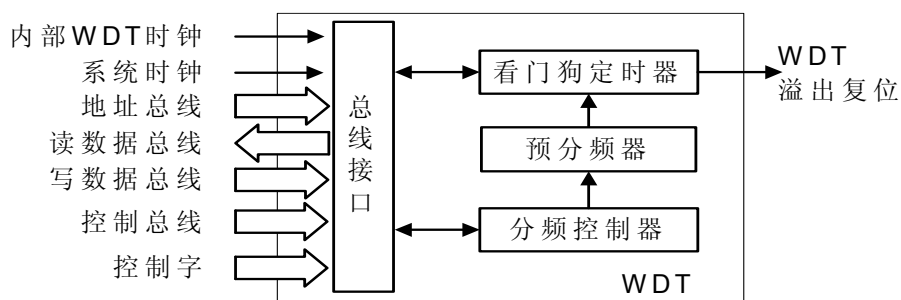 内部WDT时钟
系统时钟
地址总线
读数据总线
写数据总线
控制总线
控制字
总线接口
看门狗定时器
预分频器
分频控制器
WDT
WDT
溢出复位